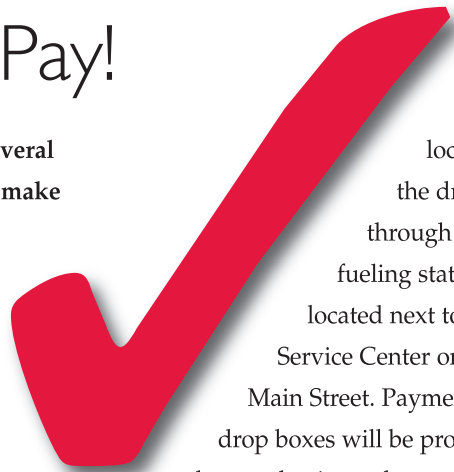 Pay!
veral
make
loc
the dr
through
fueling stat
located next to
Service Center or
Main Street. Payme
drop boxes will be pro